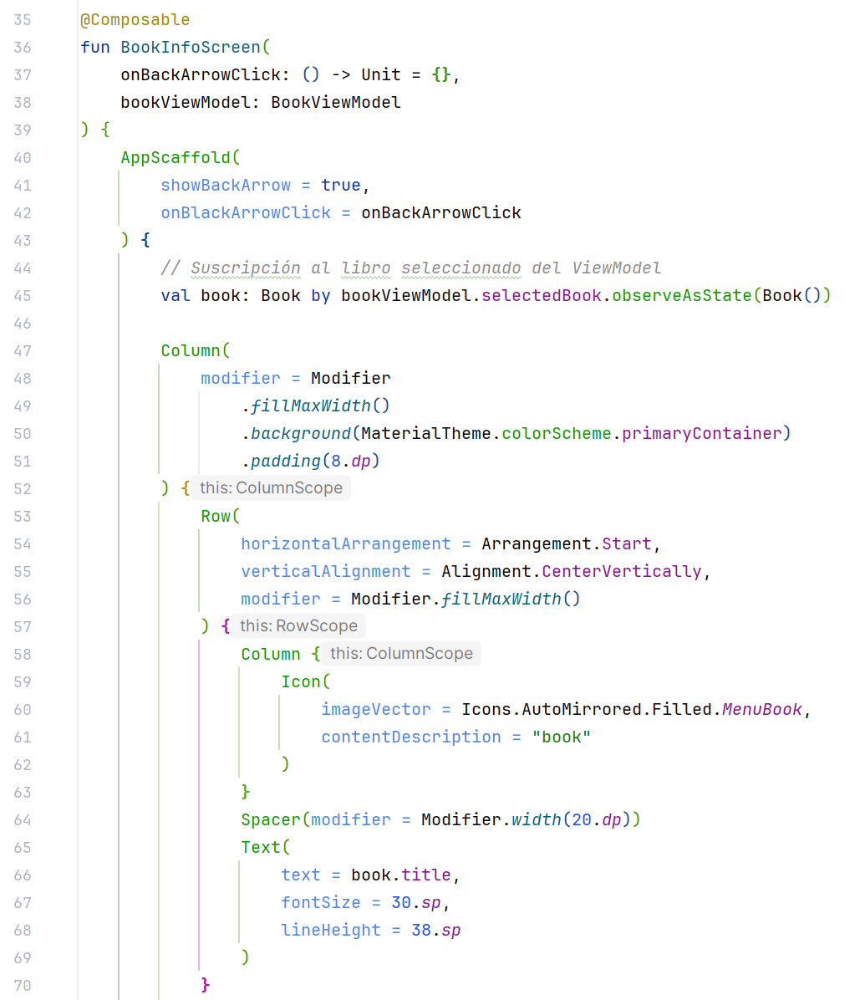 35 @Composable
36 fun BookInfoScreen(
37     onBackArrowClick: () -> Unit = {},
38     bookViewModel: BookViewModel
39 ) {
40     AppScaffold(
41         showBackArrow = true,
42         onBlackArrowClick = onBackArrowClick
43     ) {
44         // Suscripción al libro seleccionado del ViewModel
45         val book: Book by bookViewModel.selectedBook.observeAsState(Book())
46
47         Column(
48             modifier = Modifier
49                 .fillMaxWidth()
50                 .background(MaterialTheme.colorScheme.primaryContainer)
51                 .padding(8.dp)
52         ) { this: ColumnScope
53             Row(
54                 horizontalArrangement = Arrangement.Start,
55                 verticalAlignment = Alignment.CenterVertically,
56                 modifier = Modifier.fillMaxWidth()
57             ) { this: RowScope
58                 Column { this: ColumnScope
59                     Icon(
60                         imageVector = Icons.AutoMirrored.Filled.MenuBook,
61                         contentDescription = "book"
62                     )
63                 }
64                 Spacer(modifier = Modifier.width(20.dp))
65                 Text(
66                     text = book.title,
67                     fontSize = 30.sp,
68                     lineHeight = 38.sp
69                 )
70             }